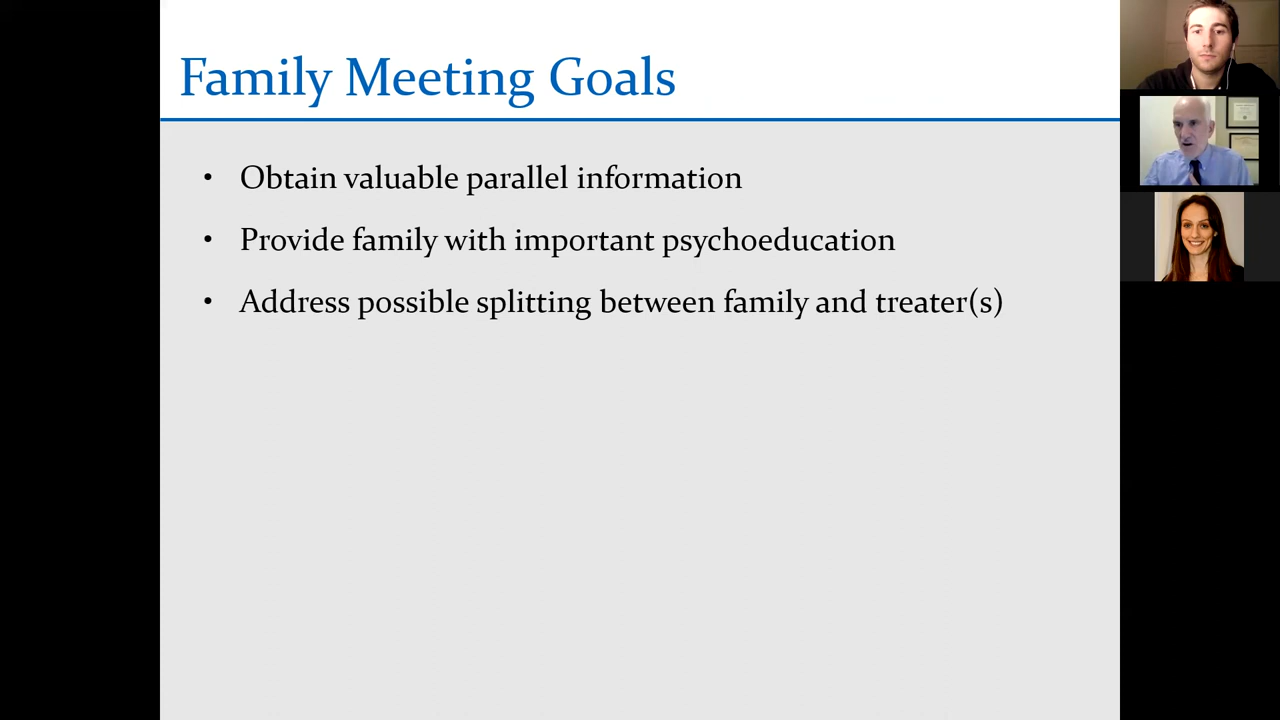 Family Meeting Goals
• Obtain valuable parallel information
• Provide family with important psychoeducation
• Address possible splitting between family and treater(s)